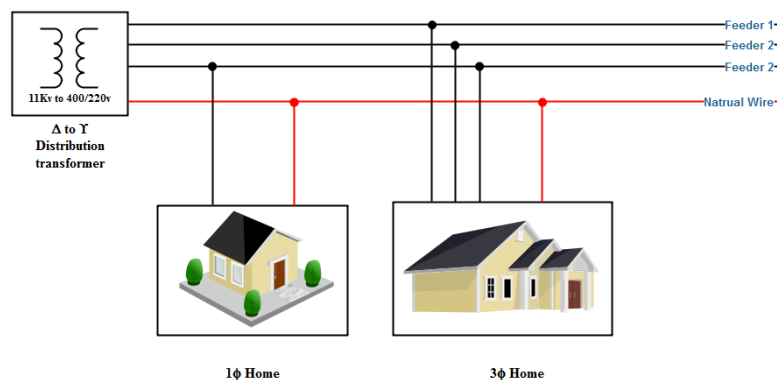 Feeder 1
Feeder 2
Feeder 2
11Kv to 400/220v
Natrual Wire
Δ to ϒ
Distribution
transformer
1ϕ Home
3ϕ Home